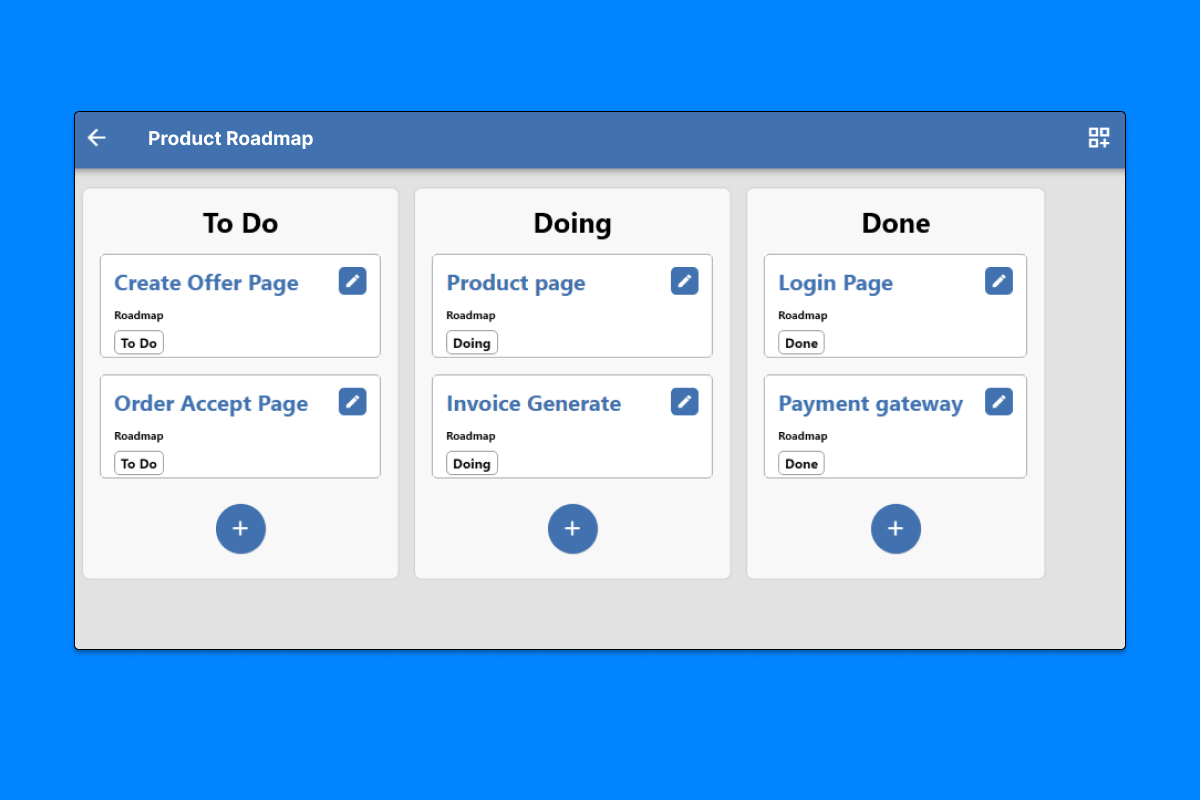 Product Roadmap
To Do
Create Offer Page
Roadmap
To Do
Order Accept Page
Roadmap
To Do
Doing
Product page
Roadmap
Doing
Invoice Generate
Roadmap
Doing
Done
Login Page
Roadmap
Done
Payment gateway
Roadmap
Done